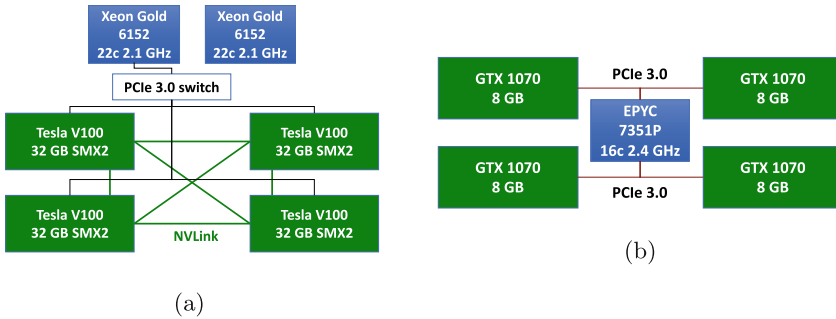 Xeon Gold
6152
22c 2.1 GHz
Xeon Gold
6152
22c 2.1 GHz
PCIe 3.0 switch
Tesla V100
32 GB SMX2
Tesla V100
32 GB SMX2
Tesla V100
32 GB SMX2
Tesla V100
32 GB SMX2
NVLink
(a)
GTX 1070
8 GB
PCIe 3.0
GTX 1070
8 GB
EPYC
7351P
16c 2.4 GHz
GTX 1070
8 GB
GTX 1070
8 GB
PCIe 3.0
(b)